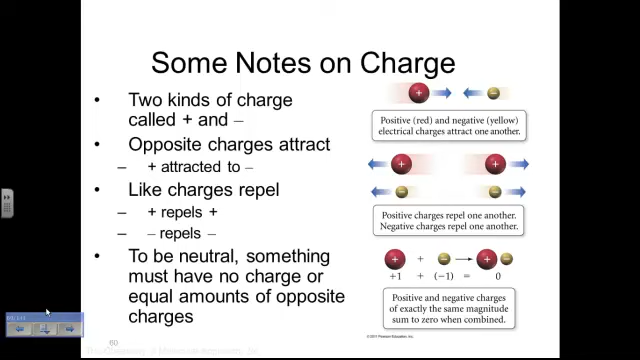 Some Notes on Charge
• Two kinds of charge
called + and –
• Opposite charges attract
– + attracted to –
• Like charges repel
– + repels +
– – repels –
• To be neutral, something
must have no charge or
equal amounts of opposite
charges
60
+ –
Positive (red) and negative (yellow)
electrical charges attract one another.
+ +
– –
Positive charges repel one another.
Negative charges repel one another.
+ + – + –
+1 + (−1) = 0
Positive and negative charges
of exactly the same magnitude
sum to zero when combined.
© 2011 Pearson Education, Inc.